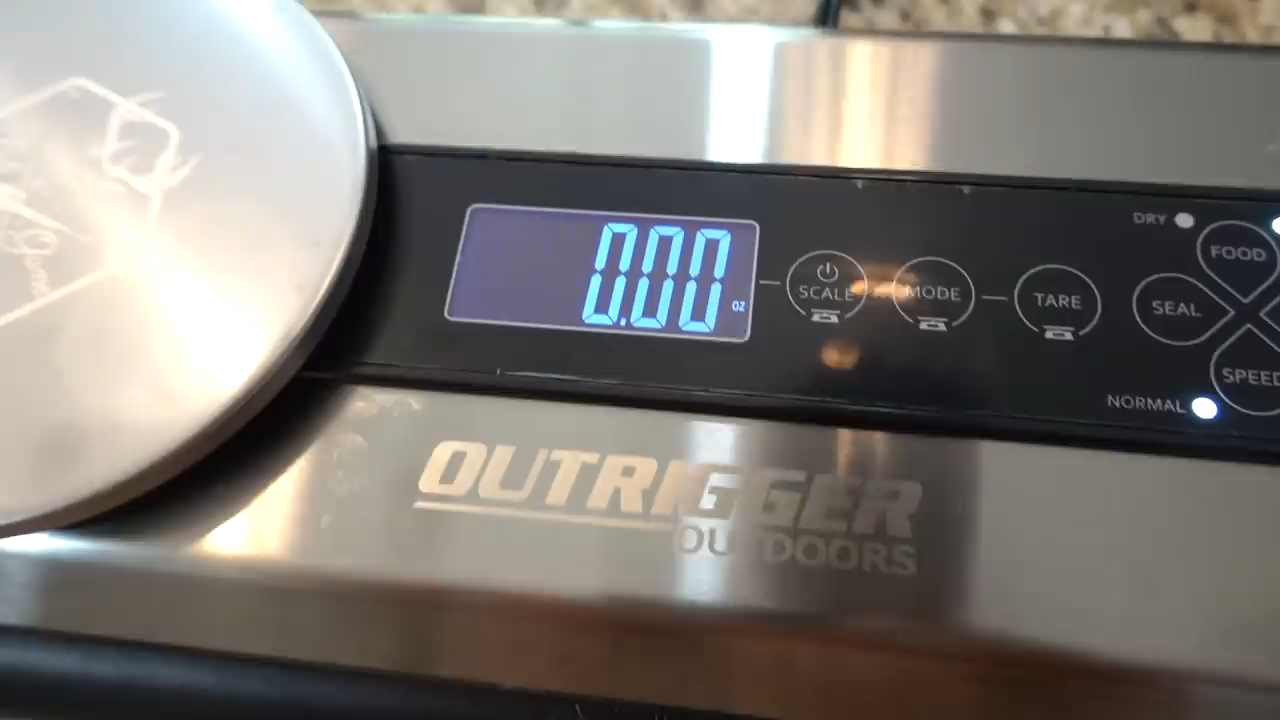 0.00 OZ
SCALE
MODE
TARE
DRY
FOOD
SEAL
SPEED
NORMAL
OUTRIGGER
OUTDOORS